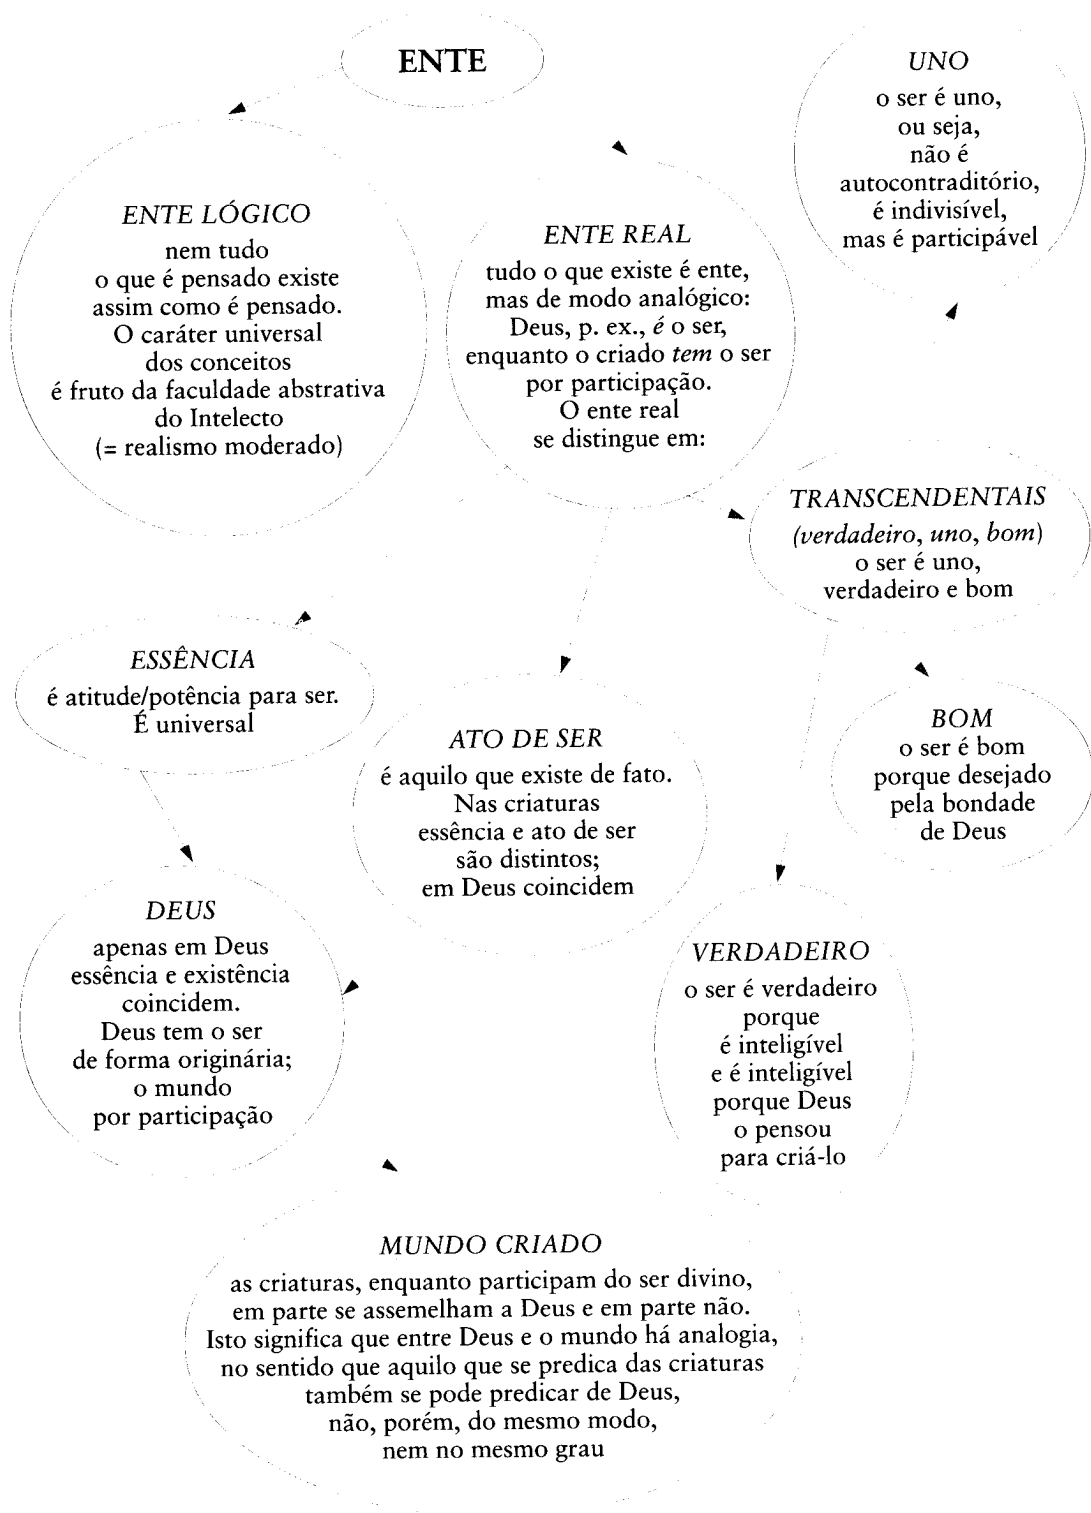 ENTE
UNO
o ser é uno,
ou seja,
não é
autocontraditório,
é indivisível,
mas é participável
ENTE LÓGICO
nem tudo
o que é pensado existe
assim como é pensado.
O caráter universal
dos conceitos
é fruto da faculdade abstrativa
do Intelecto
(= realismo moderado)
ENTE REAL
tudo o que existe é ente,
mas de modo analógico:
Deus, p. ex., é o ser,
enquanto o criado tem o ser
por participação.
O ente real
se distingue em:
TRANSCENDENTAIS
(verdadeiro, uno, bom)
o ser é uno,
verdadeiro e bom
ESSÊNCIA
é atitude/potência para ser.
É universal
ATO DE SER
é aquilo que existe de fato.
Nas criaturas
essência e ato de ser
são distintos;
em Deus coincidem
BOM
o ser é bom
porque desejado
pela bondade
de Deus
DEUS
apenas em Deus
essência e existência
coincidem.
Deus tem o ser
de forma originária;
o mundo
por participação
VERDADEIRO
o ser é verdadeiro
porque
é inteligível
e é inteligível
porque Deus
o pensou
para criá-lo
MUNDO CRIADO
as criaturas, enquanto participam do ser divino,
em parte se assemelham a Deus e em parte não.
Isto significa que entre Deus e o mundo há analogia,
no sentido que aquilo que se predica das criaturas
também se pode predicar de Deus,
não, porém, do mesmo modo,
nem no mesmo grau